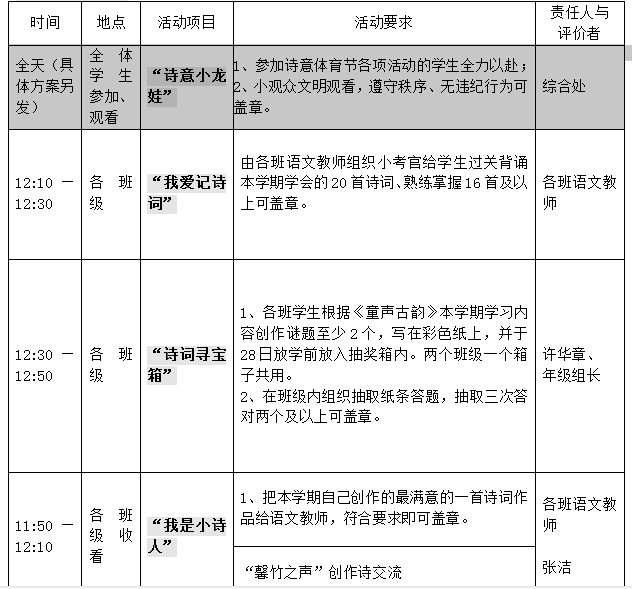 时间
地点
活动项目
活动要求
责任人与
评价者
全天（具
体方案另
发）
全体
学生
参加、
观看
“诗意小龙
娃”
1、参加诗意体育节各项活动的学生全力以赴；
2、小观众文明观看，遵守秩序、无违纪行为可
盖章。
综合处
12:10 —
12:30
各班
级
“我爱记诗
词”
由各班语文教师组织小考官给学生过关背诵
本学期学会的20首诗词、熟练掌握16首及以
上可盖章。
各班语文教
师
12:30 —
12:50
各班
级
“诗词寻宝
箱”
1、各班学生根据《童声古韵》本学期学习内
容创作谜题至少2个，写在彩色纸上，并于
28日放学前放入抽奖箱内。两个班级一个箱
子共用。
2、在班级内组织抽取纸条答题，抽取三次答
对两个及以上可盖章。
许华章、
年级组长
11:50 —
12:10
各班
级收
看
“我是小诗
人”
1、把本学期自己创作的最满意的一首诗词作
品给语文教师，符合要求即可盖章。
“馨竹之声”创作诗交流
各班语文教
师
张洁